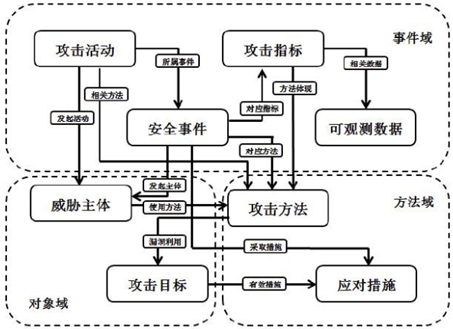 攻击活动
攻击指标
事件域
所属事件
相关数据
相关方法
对应指标
方法体现
发起活动
安全事件
可观测数据
对应方法
发起主体
威胁主体
使用方法
攻击方法
方法域
漏洞利用
采取措施
攻击目标
有效措施
应对措施
对象域